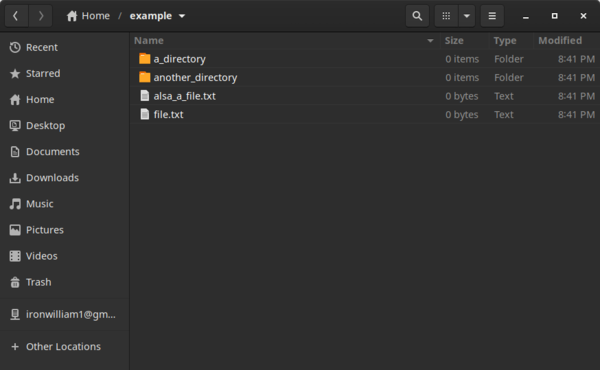 Home / example
Name Size Type Modified
Recent
a_directory 0 items Folder 8:41 PM
Starred
another_directory 0 items Folder 8:41 PM
Home
alsa_a_file.txt 0 bytes Text 8:41 PM
file.txt 0 bytes Text 8:41 PM
Desktop
Documents
Downloads
Music
Pictures
Videos
Trash
ironwilliam1@gm...
+ Other Locations